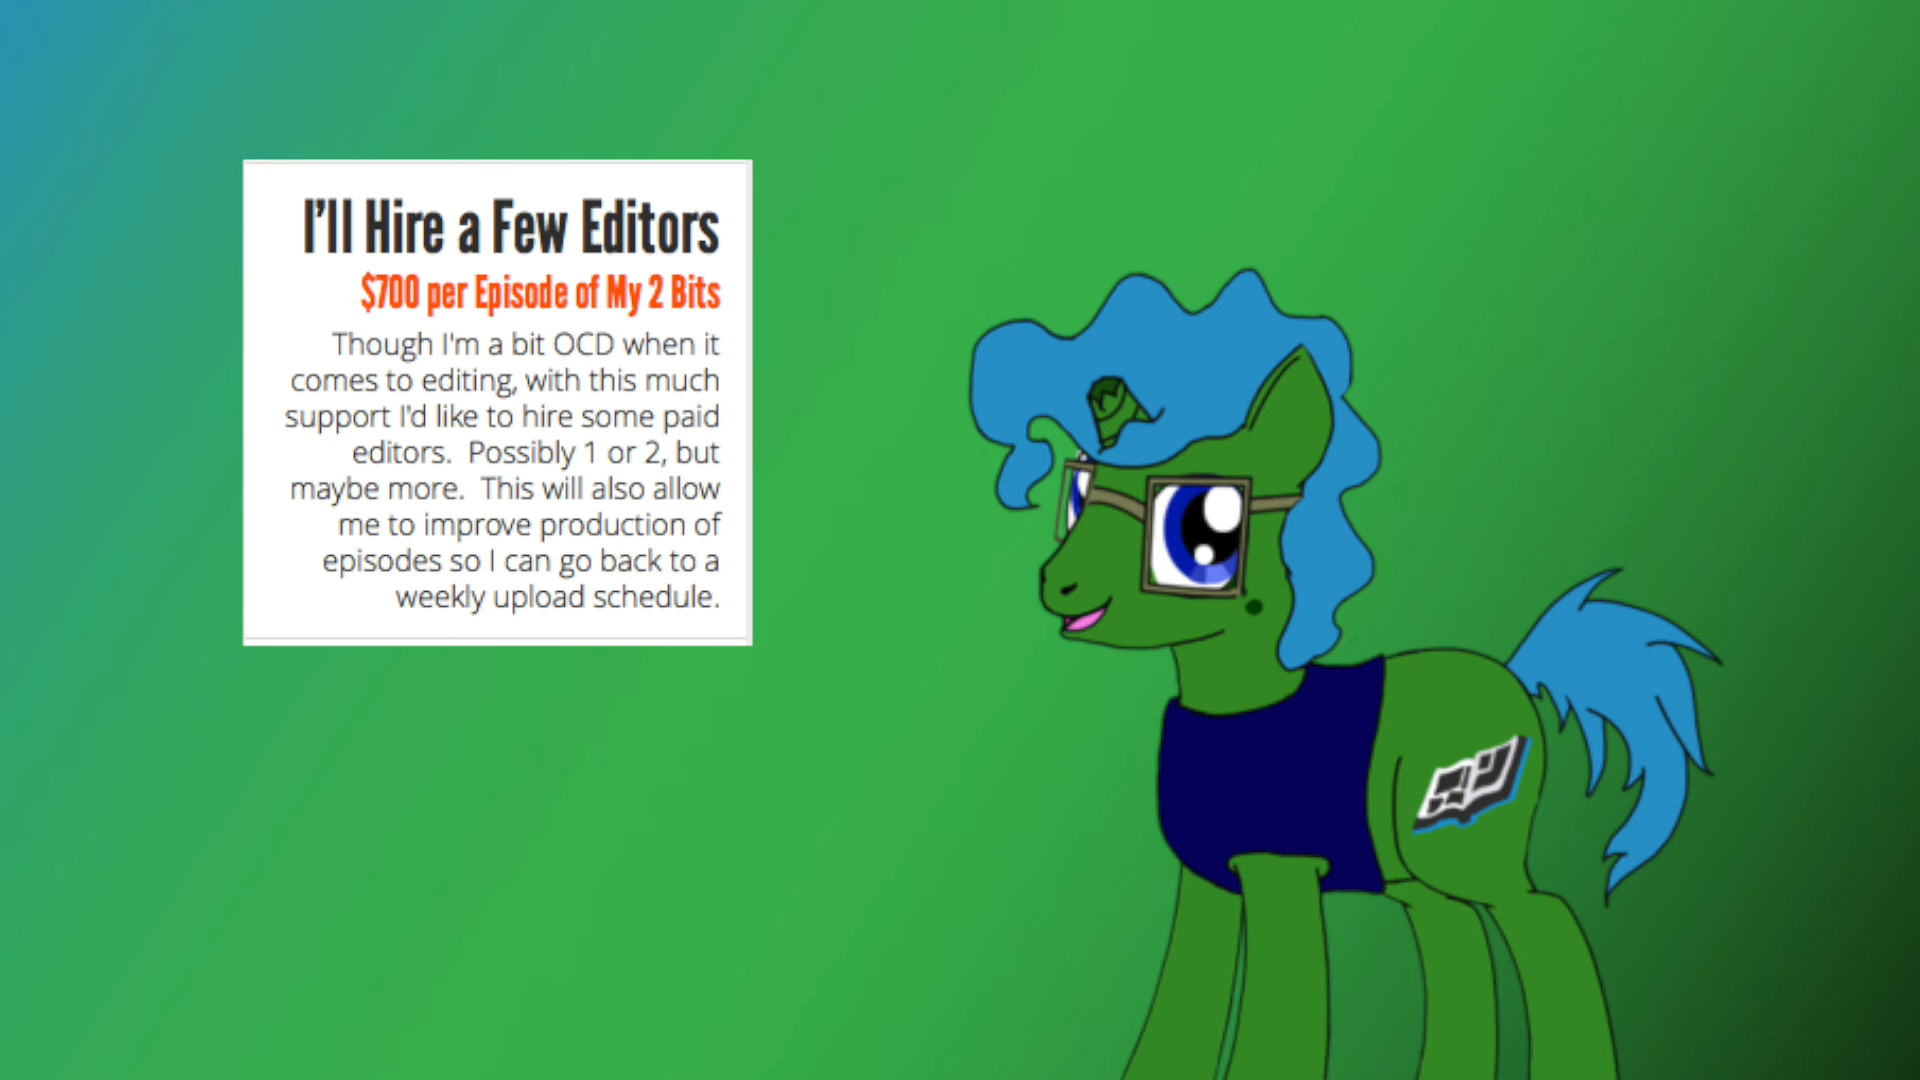 I'll Hire a Few Editors
$700 per Episode of My 2 Bits
Though I'm a bit OCD when it
comes to editing, with this much
support I'd like to hire some paid
editors.  Possibly 1 or 2, but
maybe more.  This will also allow
me to improve production of
episodes so I can go back to a
weekly upload schedule.